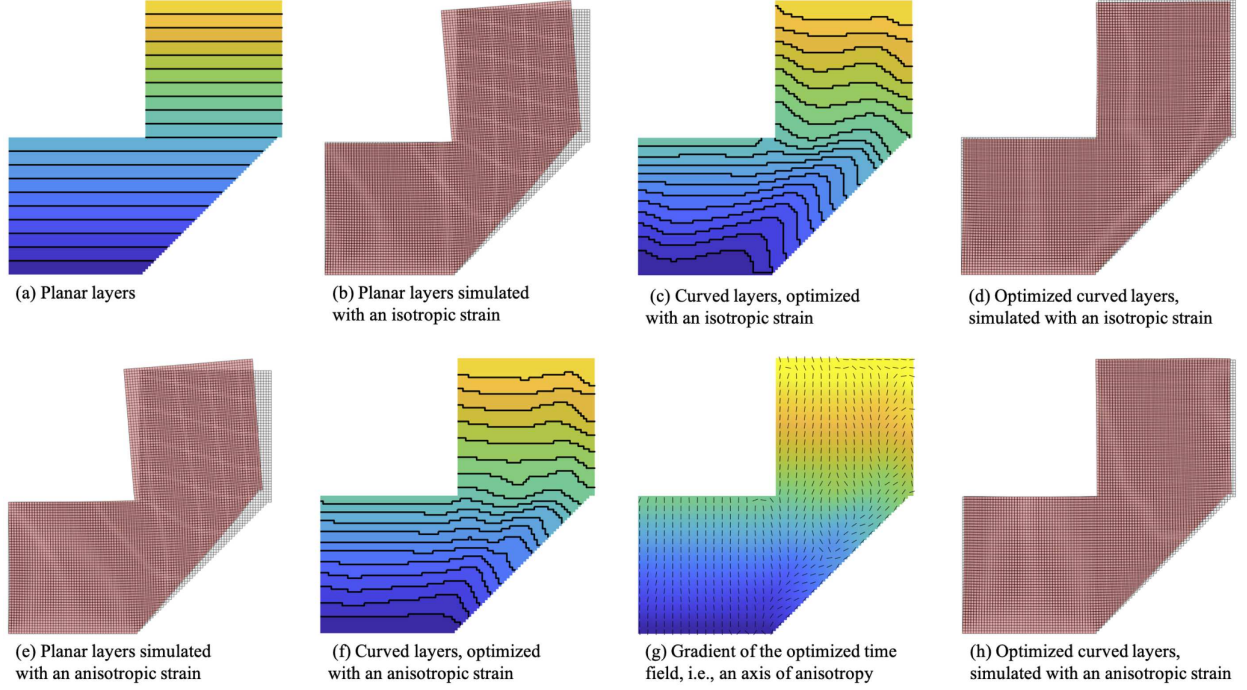 (a) Planar layers
(b) Planar layers simulated
with an isotropic strain
(c) Curved layers, optimized
with an isotropic strain
(d) Optimized curved layers,
simulated with an isotropic strain
(e) Planar layers simulated
with an anisotropic strain
(f) Curved layers, optimized
with an anisotropic strain
(g) Gradient of the optimized time
field, i.e., an axis of anisotropy
(h) Optimized curved layers,
simulated with an anisotropic strain